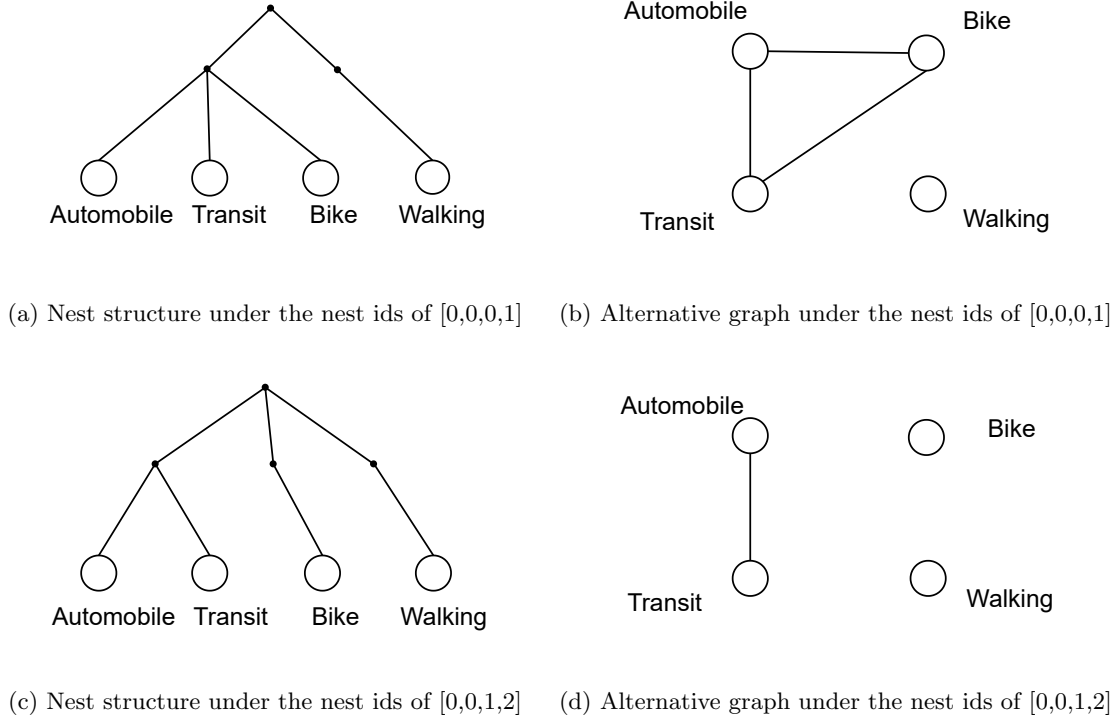 Automobile
Bike
Transit
Walking
Automobile Transit Bike Walking
(a) Nest structure under the nest ids of [0,0,0,1]
(b) Alternative graph under the nest ids of [0,0,0,1]
Automobile
Bike
Transit
Walking
Automobile Transit Bike Walking
(c) Nest structure under the nest ids of [0,0,1,2]
(d) Alternative graph under the nest ids of [0,0,1,2]